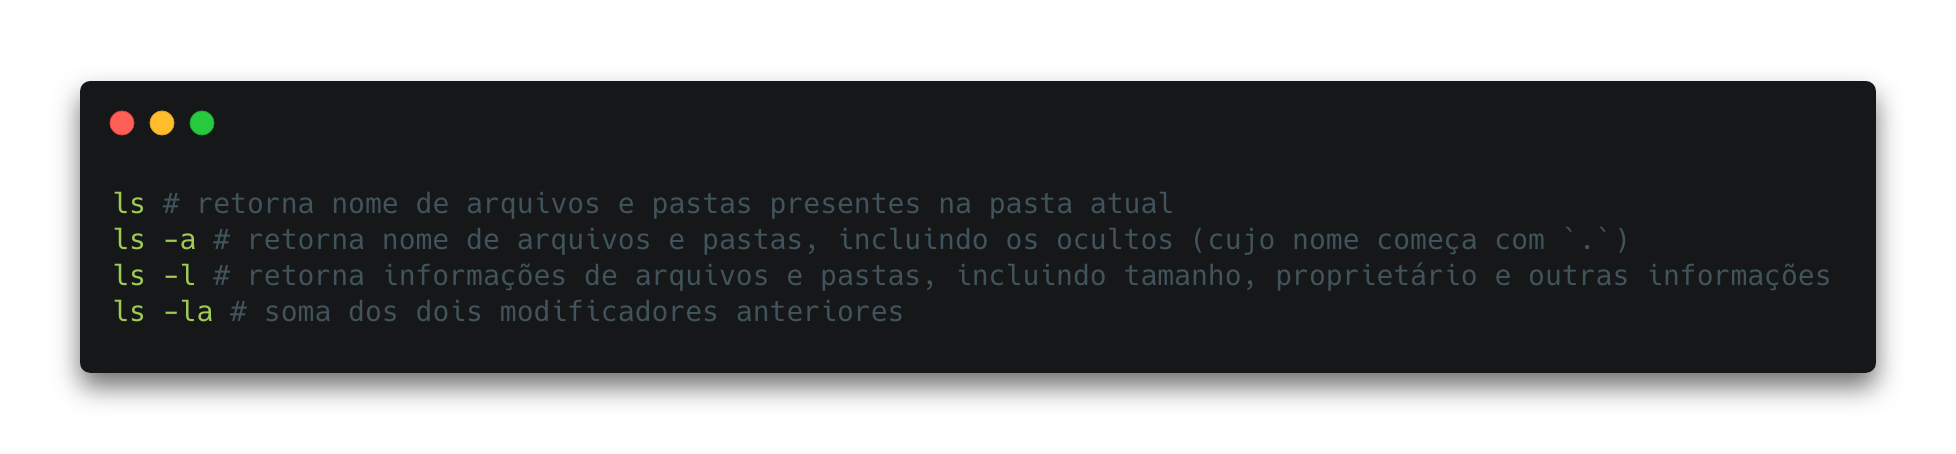 ls # retorna nome de arquivos e pastas presentes na pasta atual
ls -a # retorna nome de arquivos e pastas, incluindo os ocultos (cujo nome começa com `.`)
ls -l # retorna informações de arquivos e pastas, incluindo tamanho, proprietário e outras informações
ls -la # soma dos dois modificadores anteriores